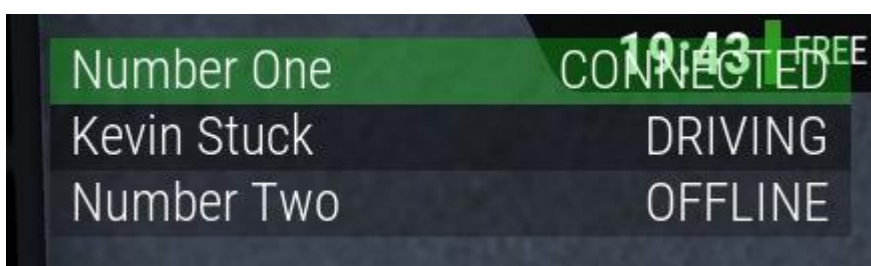 19:43 FREE
Number One CONNECTED
Kevin Stuck DRIVING
Number Two OFFLINE